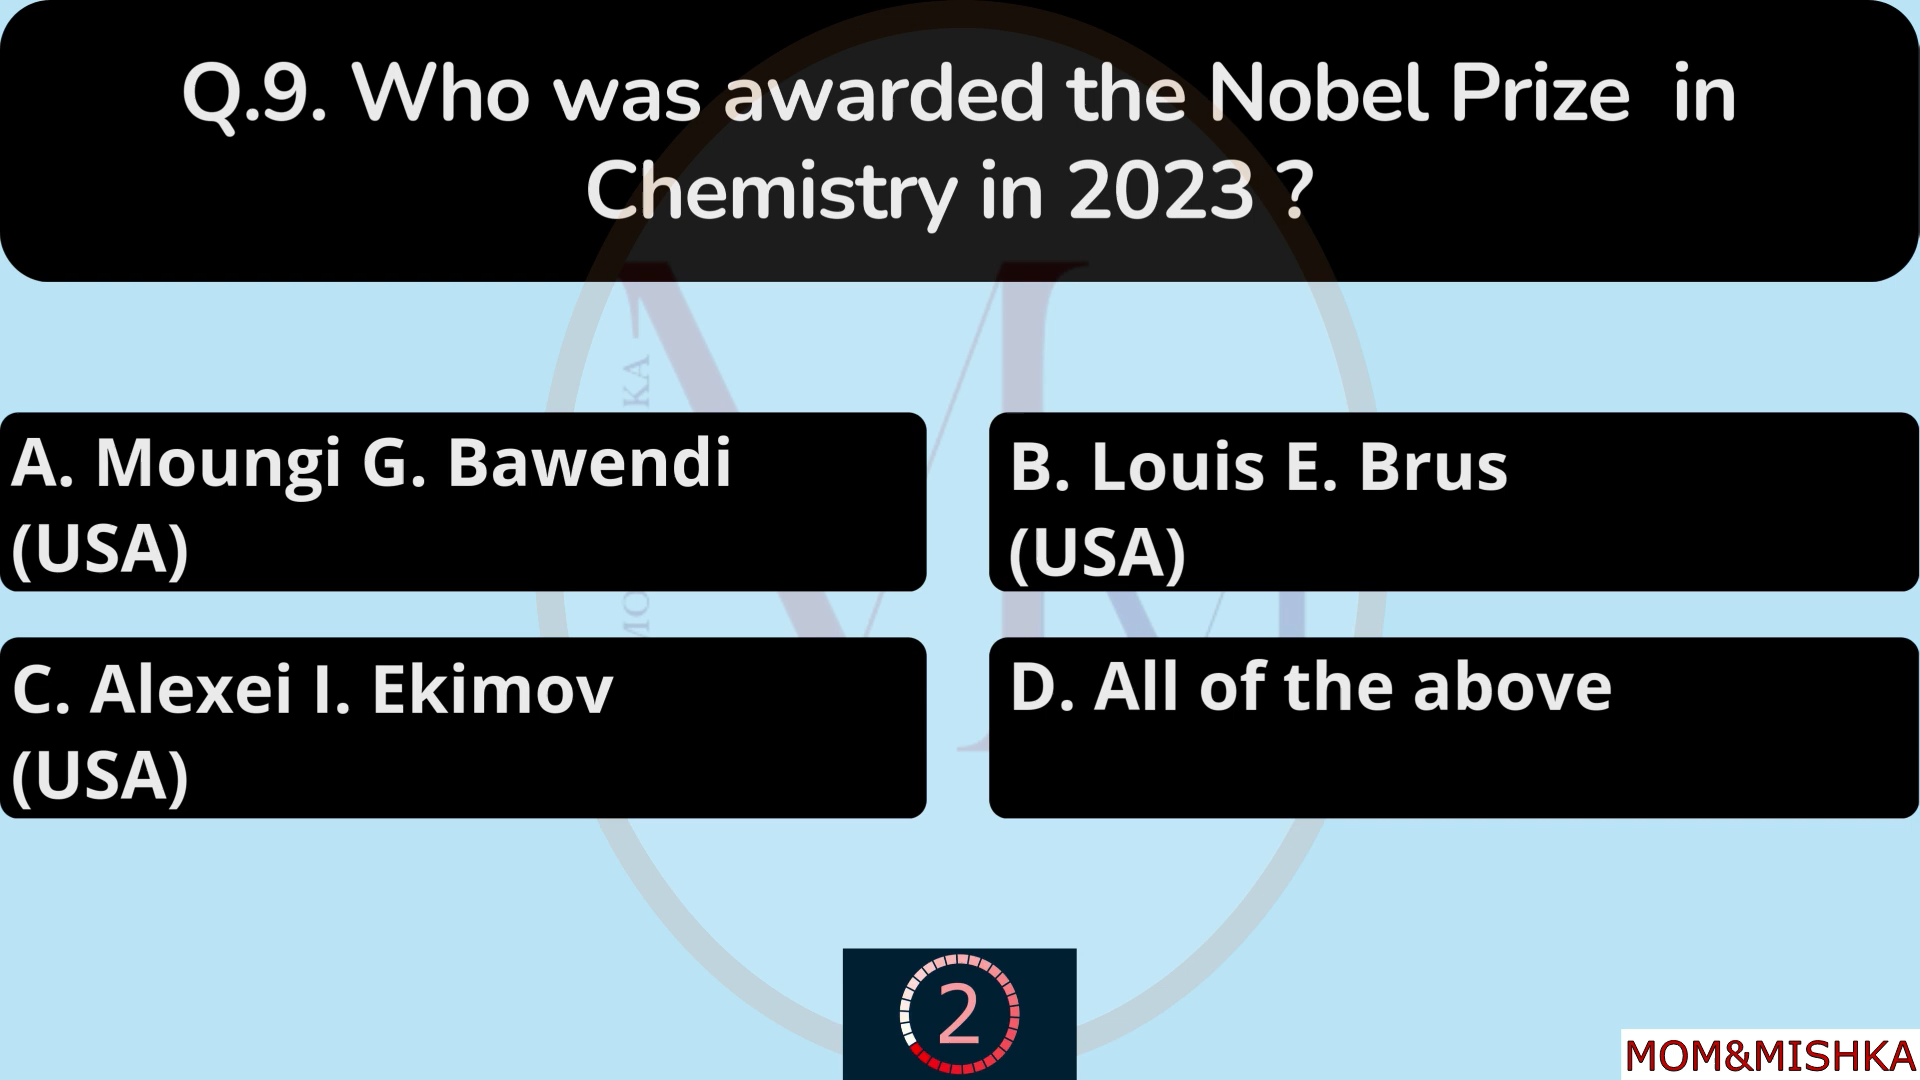 Q.9. Who was awarded the Nobel Prize in
Chemistry in 2023 ?
A. Moungi G. Bawendi
(USA)
B. Louis E. Brus
(USA)
C. Alexei I. Ekimov
(USA)
D. All of the above
2
MOM&MISHKA